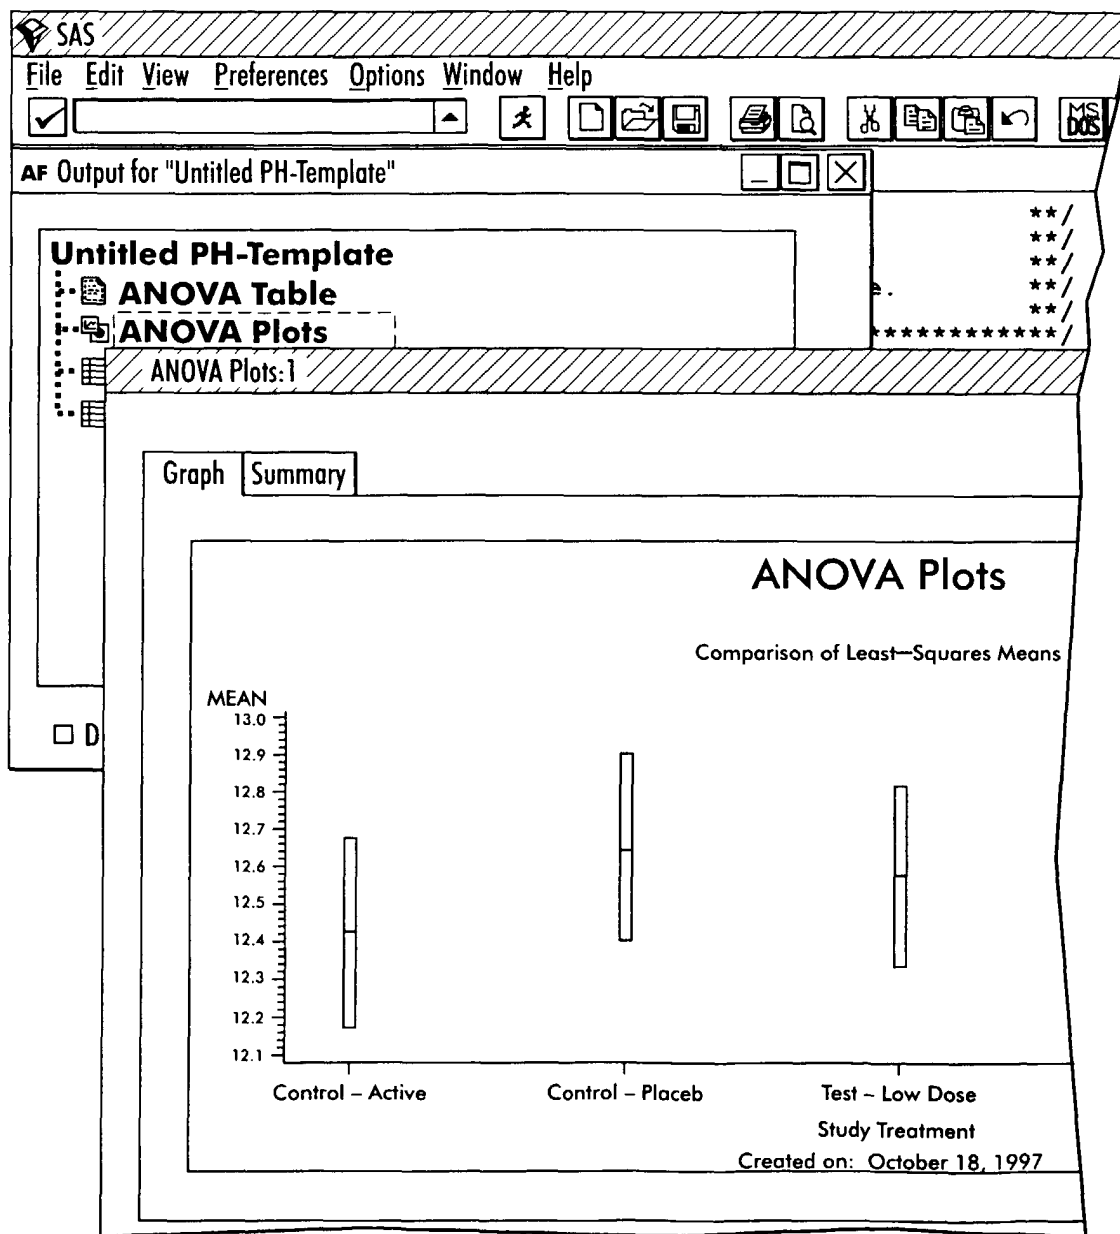 SAS
File Edit View Preferences Options Window Help
MS DOS
AF Output for "Untitled PH-Template"
**/
**/
**/
e. **/
**/
************/
Untitled PH-Template
ANOVA Table
ANOVA Plots
ANOVA Plots:1
Graph Summary
ANOVA Plots
Comparison of Least-Squares Means
MEAN
13.0
12.9
12.8
12.7
12.6
12.5
12.4
12.3
12.2
12.1
D
Control – Active Control – Placeb Test – Low Dose
Study Treatment
Created on: October 18, 1997